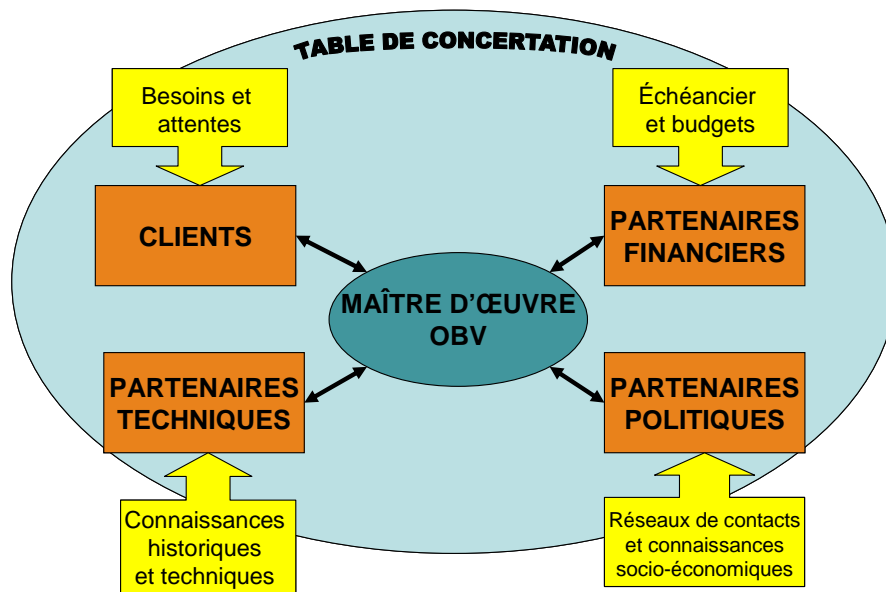 TABLE DE CONCERTATION
Besoins et
attentes
Échéancier
et budgets
CLIENTS
PARTENAIRES
FINANCIERS
MAÎTRE D’ŒUVRE
OBV
PARTENAIRES
TECHNIQUES
PARTENAIRES
POLITIQUES
Connaissances
historiques
et techniques
Réseaux de contacts
et connaissances
socio-économiques